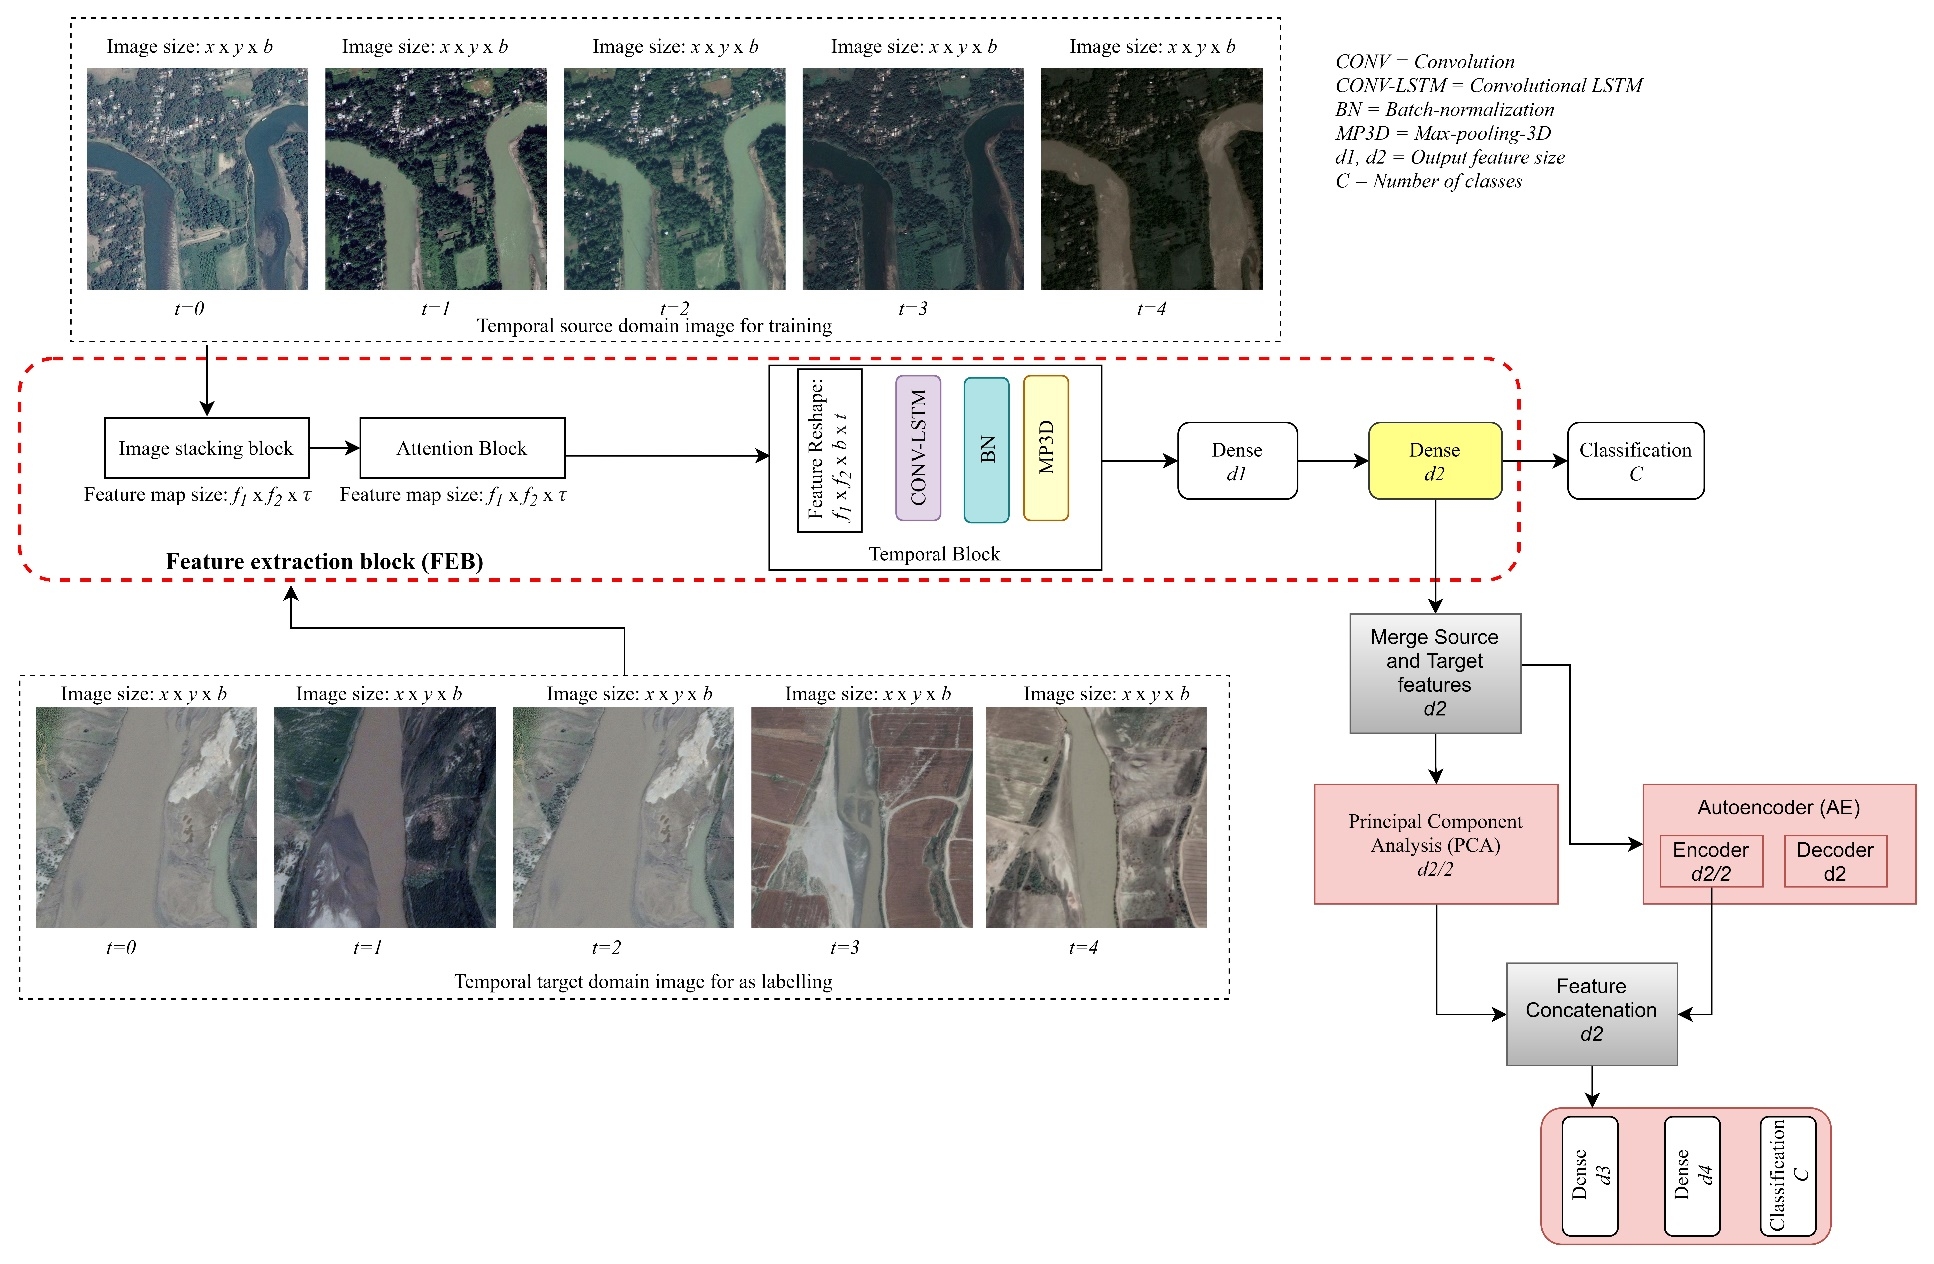 Image size: x x y x b
Image size: x x y x b
Image size: x x y x b
Image size: x x y x b
Image size: x x y x b
t=0
t=1
t=2
t=3
t=4
Temporal source domain image for training
CONV = Convolution
CONV-LSTM = Convolutional LSTM
BN = Batch-normalization
MP3D = Max-pooling-3D
d1, d2 = Output feature size
C – Number of classes
Image stacking block
Feature map size: f1 x f2 x τ
Attention Block
Feature map size: f1 x f2 x τ
Feature Reshape:
f1 x f2 x b x t
CONV-LSTM
BN
MP3D
Temporal Block
Dense
d1
Dense
d2
Classification
C
Feature extraction block (FEB)
Image size: x x y x b
Image size: x x y x b
Image size: x x y x b
Image size: x x y x b
Image size: x x y x b
t=0
t=1
t=2
t=3
t=4
Temporal target domain image for as labelling
Merge Source
and Target
features
d2
Principal Component
Analysis (PCA)
d2/2
Autoencoder (AE)
Encoder
d2/2
Decoder
d2
Feature
Concatenation
d2
Dense
d3
Dense
d4
Classification
C